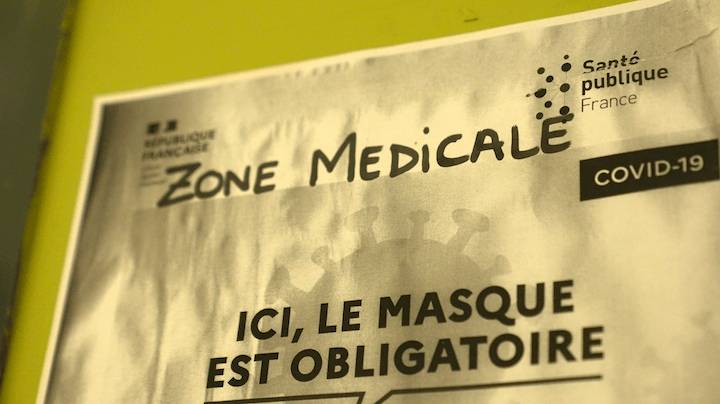 RÉPUBLIQUE
FRANÇAISE
Santé
publique
France
ZONE MEDICALE
COVID-19
ICI, LE MASQUE
EST OBLIGATOIRE